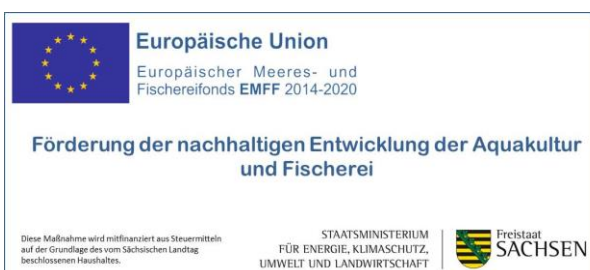 Europäische Union
Europäischer Meeres- und
Fischereifonds EMFF 2014-2020
Förderung der nachhaltigen Entwicklung der Aquakultur
und Fischerei
Diese Maßnahme wird mitfinanziert aus Steuermitteln
auf der Grundlage des vom Sächsischen Landtag
beschlossenen Haushaltes.
STAATSMINISTERIUM
FÜR ENERGIE, KLIMASCHUTZ,
UMWELT UND LANDWIRTSCHAFT
Freistaat
SACHSEN